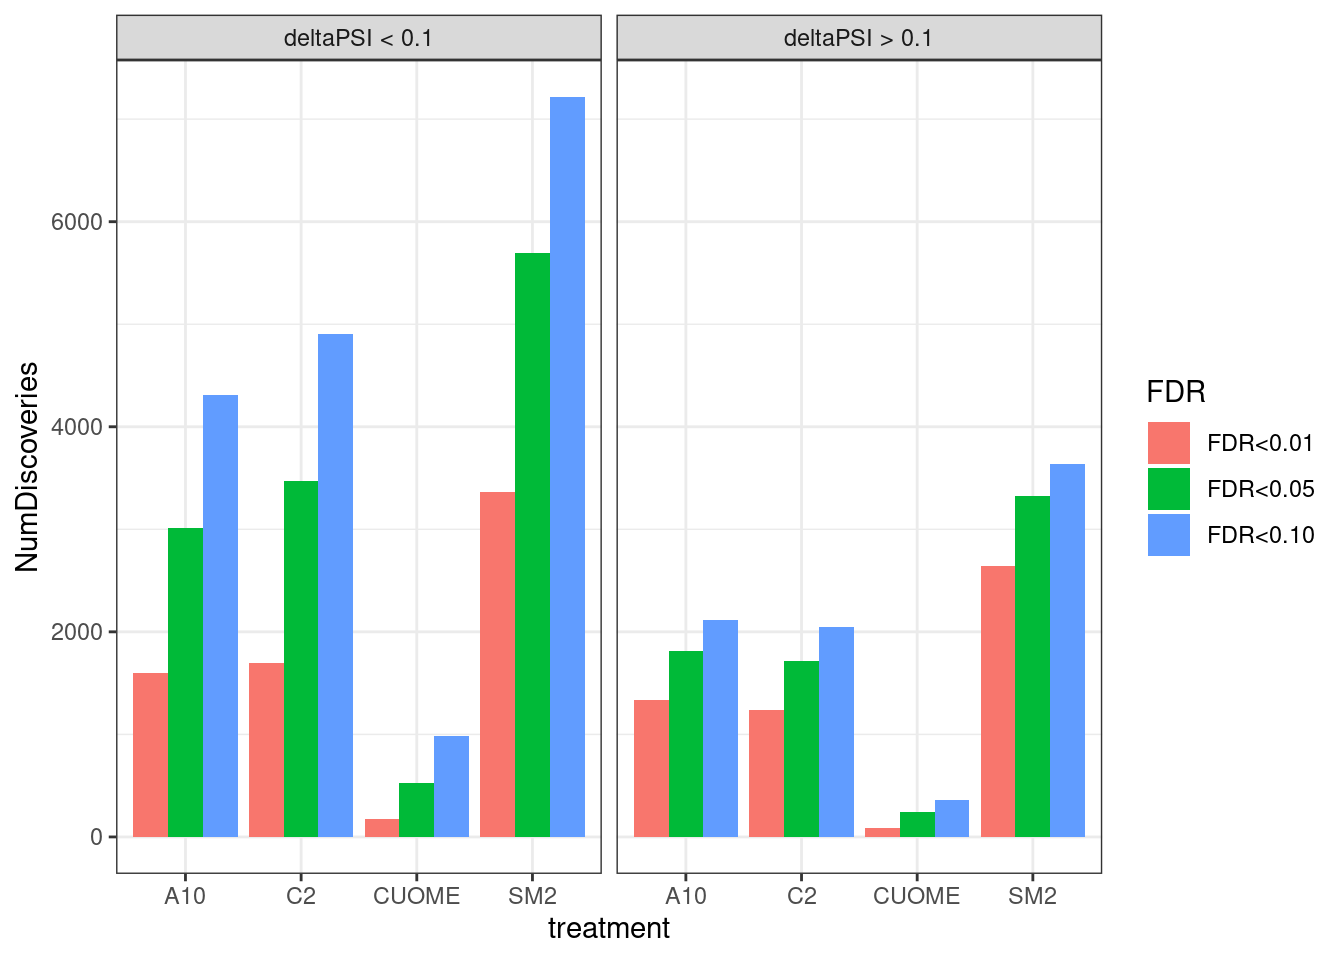 deltaPSI < 0.1
deltaPSI > 0.1
NumDiscoveries
6000
4000
2000
0
A10
C2
CUOME
SM2
A10
C2
CUOME
SM2
treatment
FDR
FDR<0.01
FDR<0.05
FDR<0.10